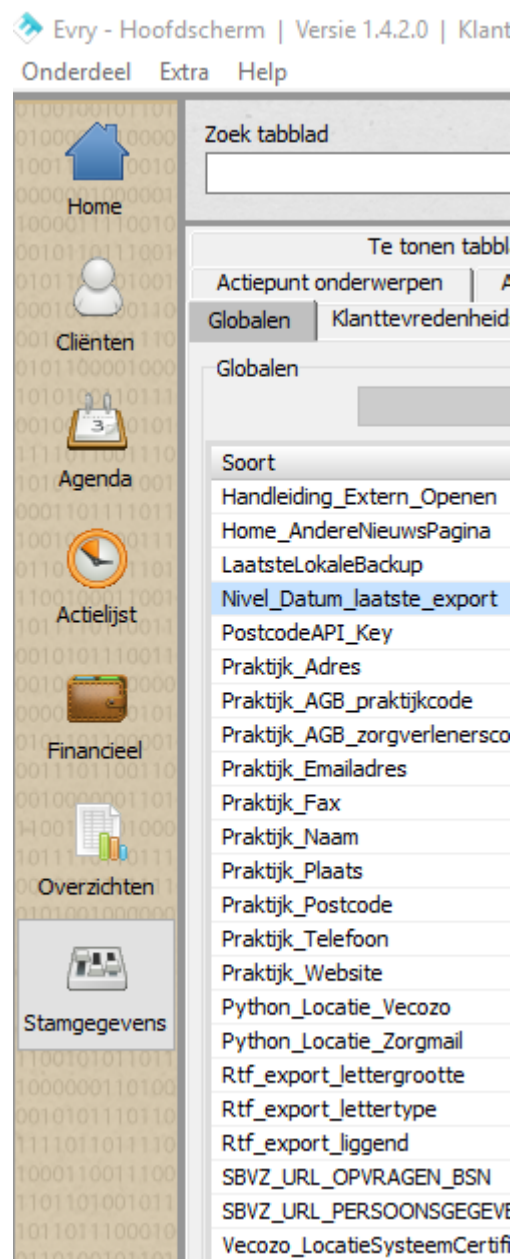 Evry - Hoofdscherm | Versie 1.4.2.0 | Klant
Onderdeel Extra Help
Home
Cliënten
3
Agenda
Actielijst
Financieel
Overzichten
Stamgegevens
Zoek tabblad
Te tonen tabbl
Actiepunt onderwerpen
Globalen Klanttevredenheid
Globalen
Soort
Handleiding_Extern_Openen
Home_AndereNieuwsPagina
LaatsteLokaleBackup
Nivel_Datum_laatste_export
PostcodeAPI_Key
Praktijk_Adres
Praktijk_AGB_praktijkcode
Praktijk_AGB_zorgverlenersco
Praktijk_Emailadres
Praktijk_Fax
Praktijk_Naam
Praktijk_Plaats
Praktijk_Postcode
Praktijk_Telefoon
Praktijk_Website
Python_Locatie_Vecozo
Python_Locatie_Zorgmail
Rtf_export_lettergrootte
Rtf_export_lettertype
Rtf_export_liggend
SBVZ_URL_OPVRAGEN_BSN
SBVZ_URL_PERSOONSGEGEVE
Vecozo_LocatieSysteemCertifi